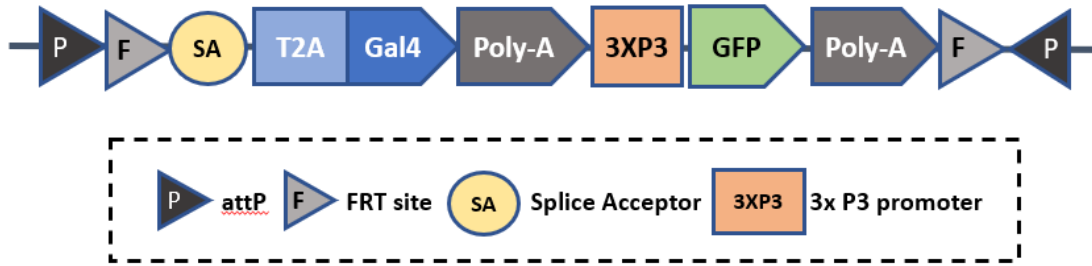 P F SA T2A Gal4 Poly-A 3XP3 GFP Poly-A F P
P attP F FRT site SA Splice Acceptor 3XP3 3x P3 promoter